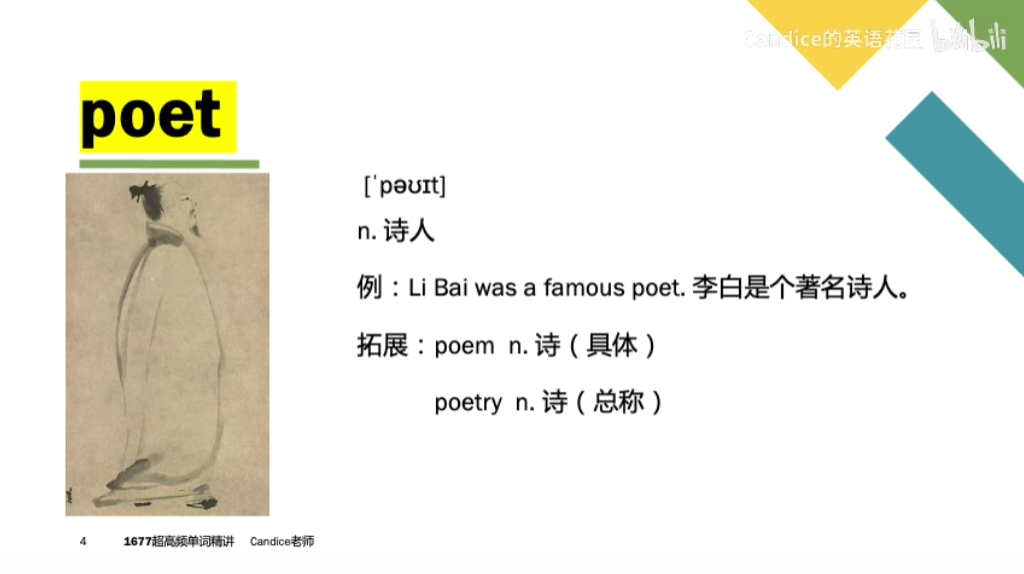 Candice的英语花园 bilibili
poet
[ˈpəʊɪt]
n. 诗人
例：Li Bai was a famous poet. 李白是个著名诗人。
拓展：poem n. 诗（具体）
poetry n. 诗（总称）
4 1677超高频单词精讲 Candice老师